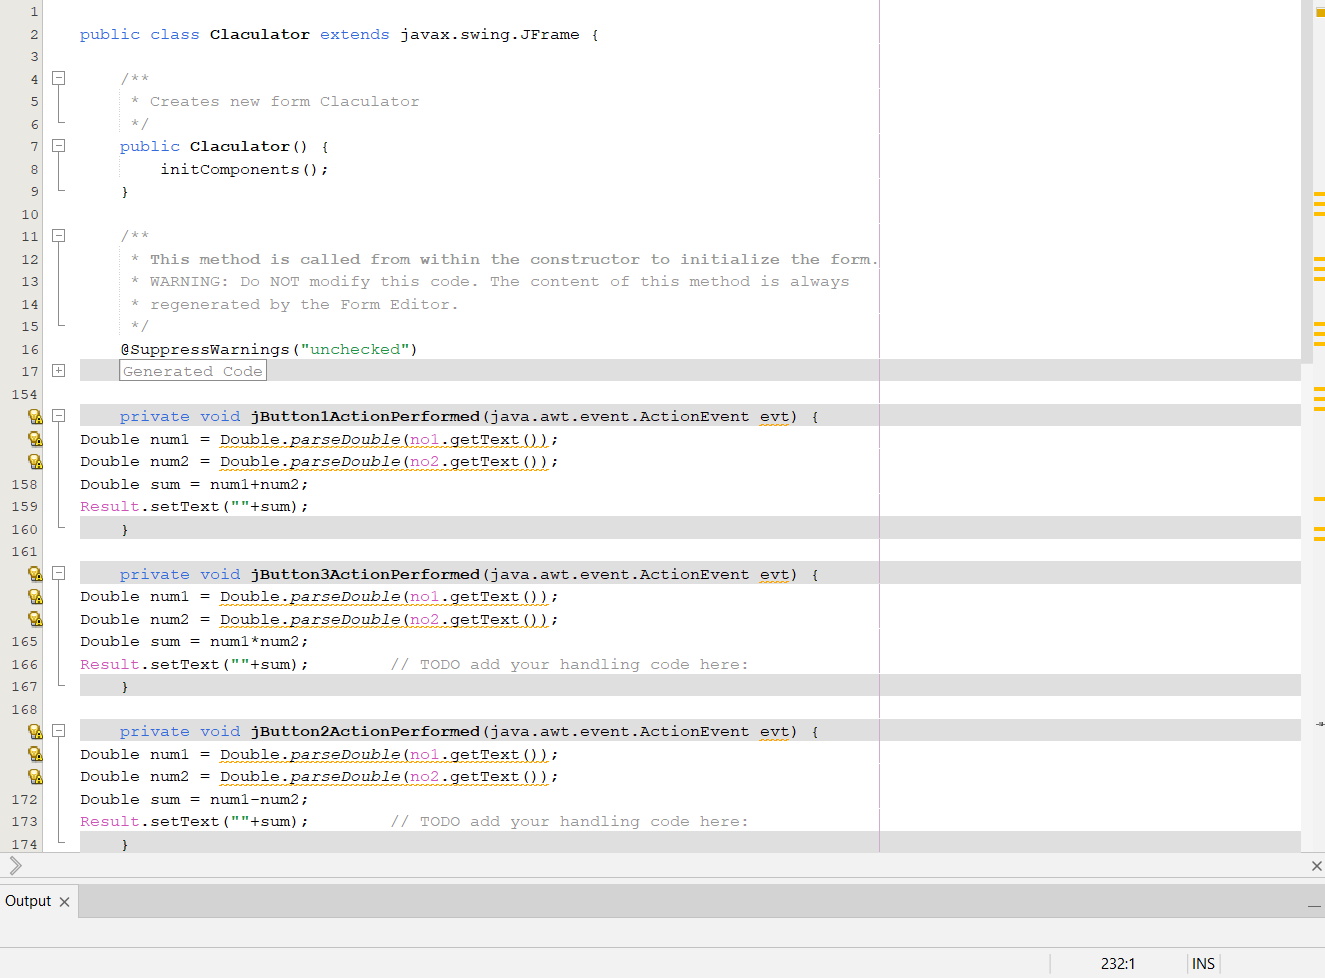 1
2 public class Claculator extends javax.swing.JFrame {
3
4 /**
5 * Creates new form Claculator
6 */
7 public Claculator() {
8 initComponents();
9 }
10
11 /**
12 * This method is called from within the constructor to initialize the form.
13 * WARNING: Do NOT modify this code. The content of this method is always
14 * regenerated by the Form Editor.
15 */
16 @SuppressWarnings("unchecked")
17 Generated Code
154
private void jButton1ActionPerformed(java.awt.event.ActionEvent evt) {
Double num1 = Double.parseDouble(no1.getText());
Double num2 = Double.parseDouble(no2.getText());
158 Double sum = num1+num2;
159 Result.setText(""+sum);
160 }
161
private void jButton3ActionPerformed(java.awt.event.ActionEvent evt) {
Double num1 = Double.parseDouble(no1.getText());
Double num2 = Double.parseDouble(no2.getText());
165 Double sum = num1*num2;
166 Result.setText(""+sum); // TODO add your handling code here:
167 }
168
private void jButton2ActionPerformed(java.awt.event.ActionEvent evt) {
Double num1 = Double.parseDouble(no1.getText());
Double num2 = Double.parseDouble(no2.getText());
172 Double sum = num1-num2;
173 Result.setText(""+sum); // TODO add your handling code here:
174 }
Output
232:1 INS